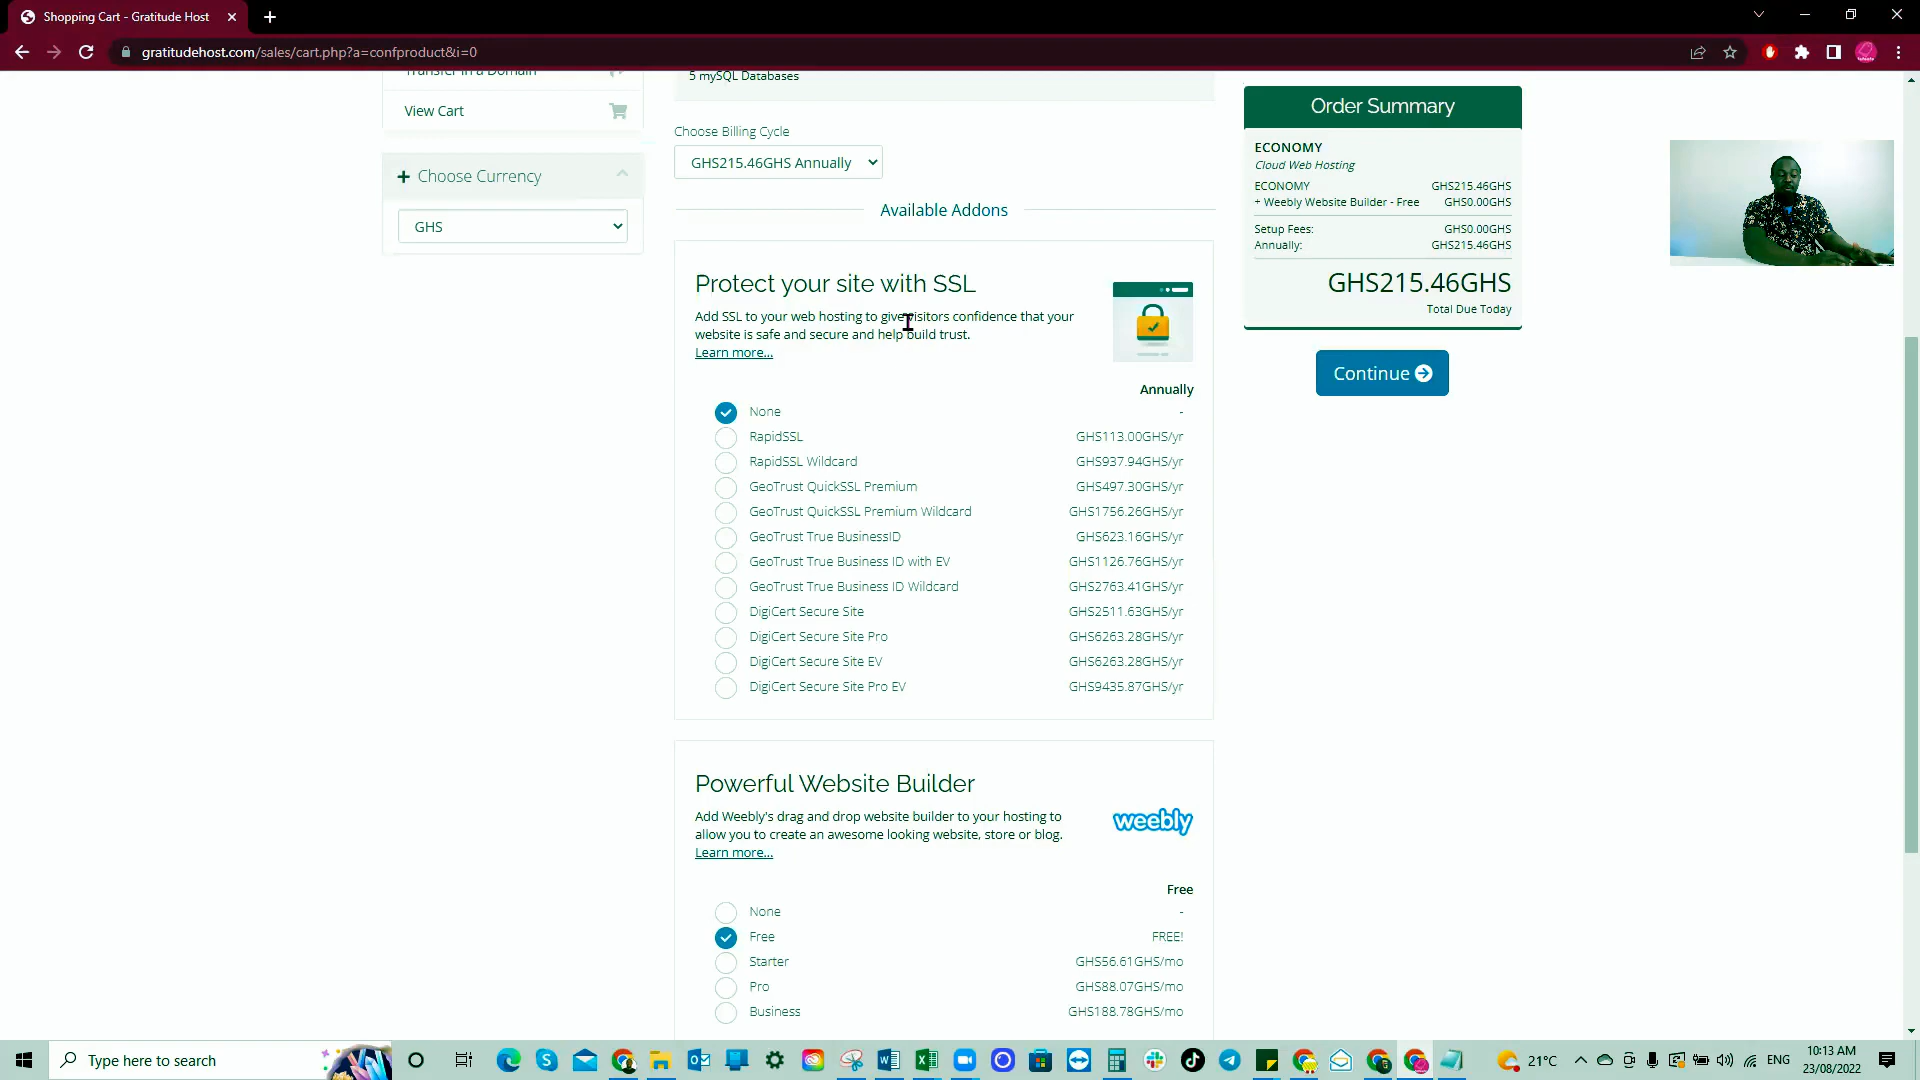 Shopping Cart - Gratitude Host
gratitudehost.com/sales/cart.php?a=confproduct&i=0
Transfer in a Domain
View Cart
Choose Currency
GHS
5 mySQL Databases
Choose Billing Cycle
GHS215.46GHS Annually
Available Addons
Protect your site with SSL
Add SSL to your web hosting to give visitors confidence that your
website is safe and secure and help build trust.
Learn more...
Annually
None -
RapidSSL GHS113.00GHS/yr
RapidSSL Wildcard GHS937.94GHS/yr
GeoTrust QuickSSL Premium GHS497.30GHS/yr
GeoTrust QuickSSL Premium Wildcard GHS1756.26GHS/yr
GeoTrust True BusinessID GHS623.16GHS/yr
GeoTrust True Business ID with EV GHS1126.76GHS/yr
GeoTrust True Business ID Wildcard GHS2763.41GHS/yr
DigiCert Secure Site GHS2511.63GHS/yr
DigiCert Secure Site Pro GHS6263.28GHS/yr
DigiCert Secure Site EV GHS6263.28GHS/yr
DigiCert Secure Site Pro EV GHS9435.87GHS/yr
Powerful Website Builder
Add Weebly's drag and drop website builder to your hosting to
allow you to create an awesome looking website, store or blog.
Learn more...
weebly
Free
None -
Free FREE!
Starter GHS56.61GHS/mo
Pro GHS88.07GHS/mo
Business GHS188.78GHS/mo
Order Summary
ECONOMY
Cloud Web Hosting
ECONOMY GHS215.46GHS
+ Weebly Website Builder - Free GHS0.00GHS
Setup Fees: GHS0.00GHS
Annually: GHS215.46GHS
GHS215.46GHS
Total Due Today
Continue
Type here to search
21°C
ENG
10:13 AM
23/08/2022